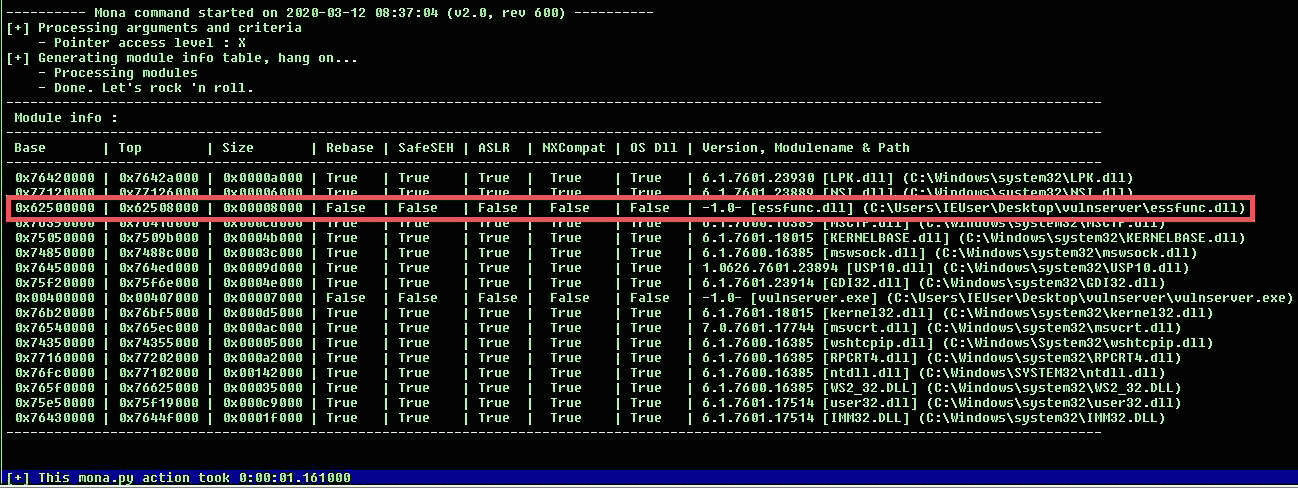 ---------- Mona command started on 2020-03-12 08:37:04 (v2.0, rev 600) ----------
[+] Processing arguments and criteria
    - Pointer access level : X
[+] Generating module info table, hang on...
    - Processing modules
    - Done. Let's rock 'n roll.
-----------------------------------------------------------------------------------------------------------------------------------------
 Module info :
-----------------------------------------------------------------------------------------------------------------------------------------
 Base       | Top        | Size       | Rebase | SafeSEH | ASLR  | NXCompat | OS Dll | Version, Modulename & Path
-----------------------------------------------------------------------------------------------------------------------------------------
 0x76420000 | 0x7642a000 | 0x0000a000 | True   | True    | True  |  True    | True   | 6.1.7601.23930 [LPK.dll] (C:\Windows\system32\LPK.dll)
 0x77120000 | 0x77126000 | 0x00006000 | True   | True    | True  |  True    | True   | 6.1.7601.23889 [NSI.dll] (C:\Windows\system32\NSI.dll)
 0x62500000 | 0x62508000 | 0x00008000 | False  | False   | False |  False   | False  | -1.0- [essfunc.dll] (C:\Users\IEUser\Desktop\vulnserver\essfunc.dll)
 | True   | True    | True  |  True    | True   | 6.1.7600.16385 [MSCTF.dll] (C:\Windows\system32\MSCTF.dll)
 0x75050000 | 0x7509b000 | 0x0004b000 | True   | True    | True  |  True    | True   | 6.1.7601.18015 [KERNELBASE.dll] (C:\Windows\system32\KERNELBASE.dll)
 0x74850000 | 0x7488c000 | 0x0003c000 | True   | True    | True  |  True    | True   | 6.1.7600.16385 [mswsock.dll] (C:\Windows\system32\mswsock.dll)
 0x76450000 | 0x764ed000 | 0x0009d000 | True   | True    | True  |  True    | True   | 1.0626.7601.23894 [USP10.dll] (C:\Windows\system32\USP10.dll)
 0x75f20000 | 0x75f6e000 | 0x0004e000 | True   | True    | True  |  True    | True   | 6.1.7601.23914 [GDI32.dll] (C:\Windows\system32\GDI32.dll)
 0x00400000 | 0x00407000 | 0x00007000 | False  | False   | False |  False   | False  | -1.0- [vulnserver.exe] (C:\Users\IEUser\Desktop\vulnserver\vulnserver.exe)
 0x76b20000 | 0x76bf5000 | 0x000d5000 | True   | True    | True  |  True    | True   | 6.1.7601.18015 [kernel32.dll] (C:\Windows\system32\kernel32.dll)
 0x76540000 | 0x765ec000 | 0x000ac000 | True   | True    | True  |  True    | True   | 7.0.7601.17744 [msvcrt.dll] (C:\Windows\system32\msvcrt.dll)
 0x74350000 | 0x74355000 | 0x00005000 | True   | True    | True  |  True    | True   | 6.1.7600.16385 [wshtcpip.dll] (C:\Windows\System32\wshtcpip.dll)
 0x77160000 | 0x77202000 | 0x000a2000 | True   | True    | True  |  True    | True   | 6.1.7600.16385 [RPCRT4.dll] (C:\Windows\system32\RPCRT4.dll)
 0x76fc0000 | 0x77102000 | 0x00142000 | True   | True    | True  |  True    | True   | 6.1.7600.16385 [ntdll.dll] (C:\Windows\SYSTEM32\ntdll.dll)
 0x765f0000 | 0x76625000 | 0x00035000 | True   | True    | True  |  True    | True   | 6.1.7600.16385 [WS2_32.DLL] (C:\Windows\system32\WS2_32.DLL)
 0x75e50000 | 0x75f19000 | 0x000c9000 | True   | True    | True  |  True    | True   | 6.1.7601.17514 [user32.dll] (C:\Windows\system32\user32.dll)
 0x76430000 | 0x7644f000 | 0x0001f000 | True   | True    | True  |  True    | True   | 6.1.7601.17514 [IMM32.DLL] (C:\Windows\system32\IMM32.DLL)
-----------------------------------------------------------------------------------------------------------------------------------------
[+] This mona.py action took 0:00:01.161000